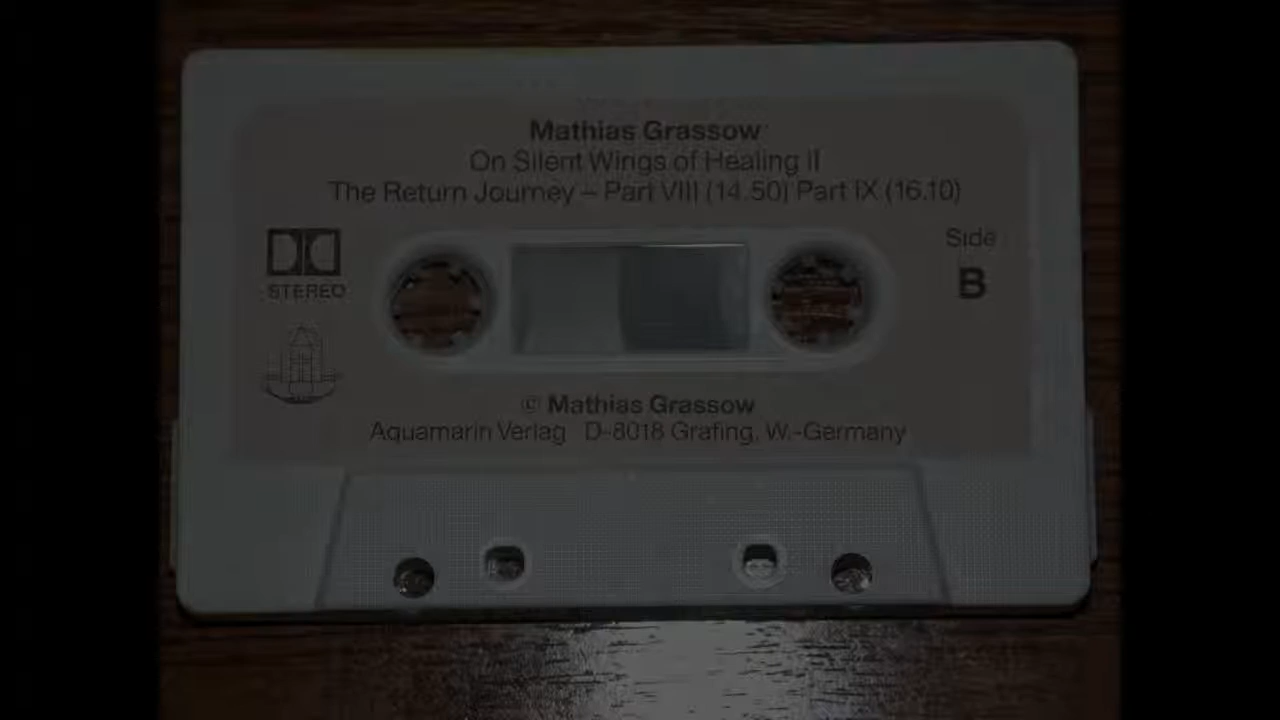 Mathias Grassow
On Silent Wings of Healing II
The Return Journey – Part VIII (14.50) Part IX (16.10)
Side
B
STEREO
© Mathias Grassow
Aquamarin Verlag D-8018 Grafing, W.-Germany